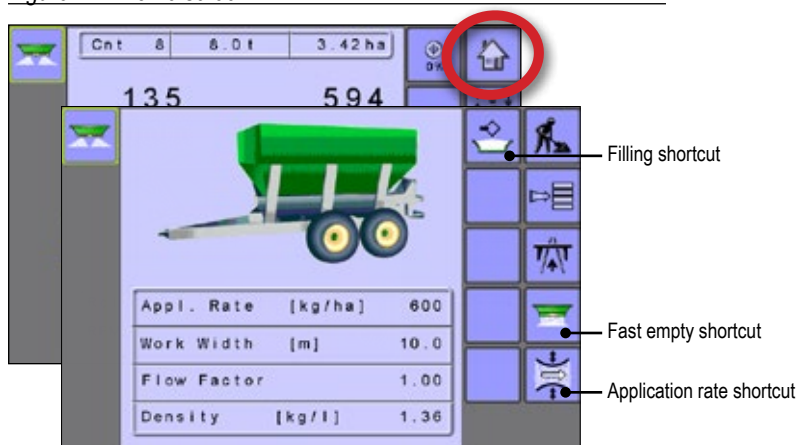 Cnt 8 8.0t 3.42ha
0%
135 594
Filling shortcut
Appl. Rate [kg/ha] 600
Work Width [m] 10.0
Flow Factor 1.00
Density [kg/l] 1.36
Fast empty shortcut
Application rate shortcut